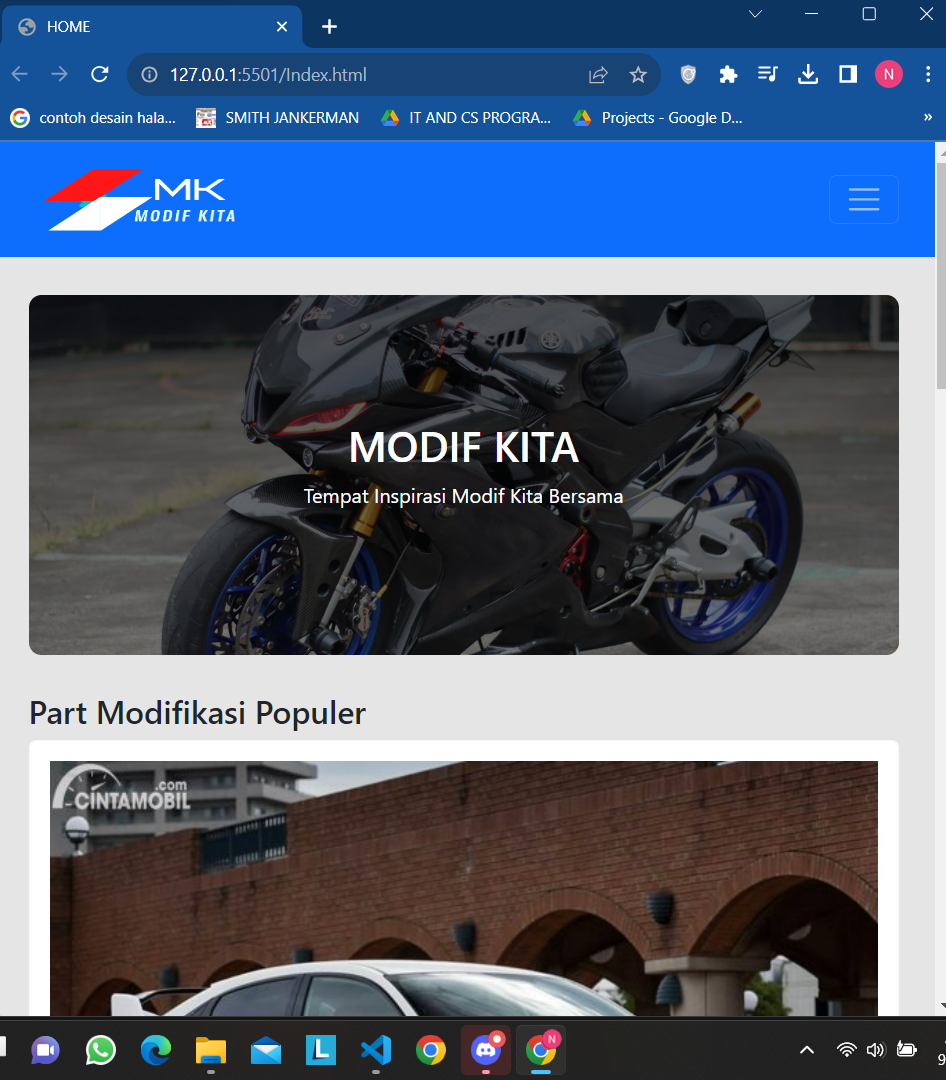 HOME
127.0.0.1:5501/Index.html
N
contoh desain hala...
SMITH JANKERMAN
IT AND CS PROGRA...
Projects - Google D...
»
MK
MODIF KITA
MODIF KITA
Tempat Inspirasi Modif Kita Bersama
Part Modifikasi Populer
.com
CINTAMOBIL
L
N
9